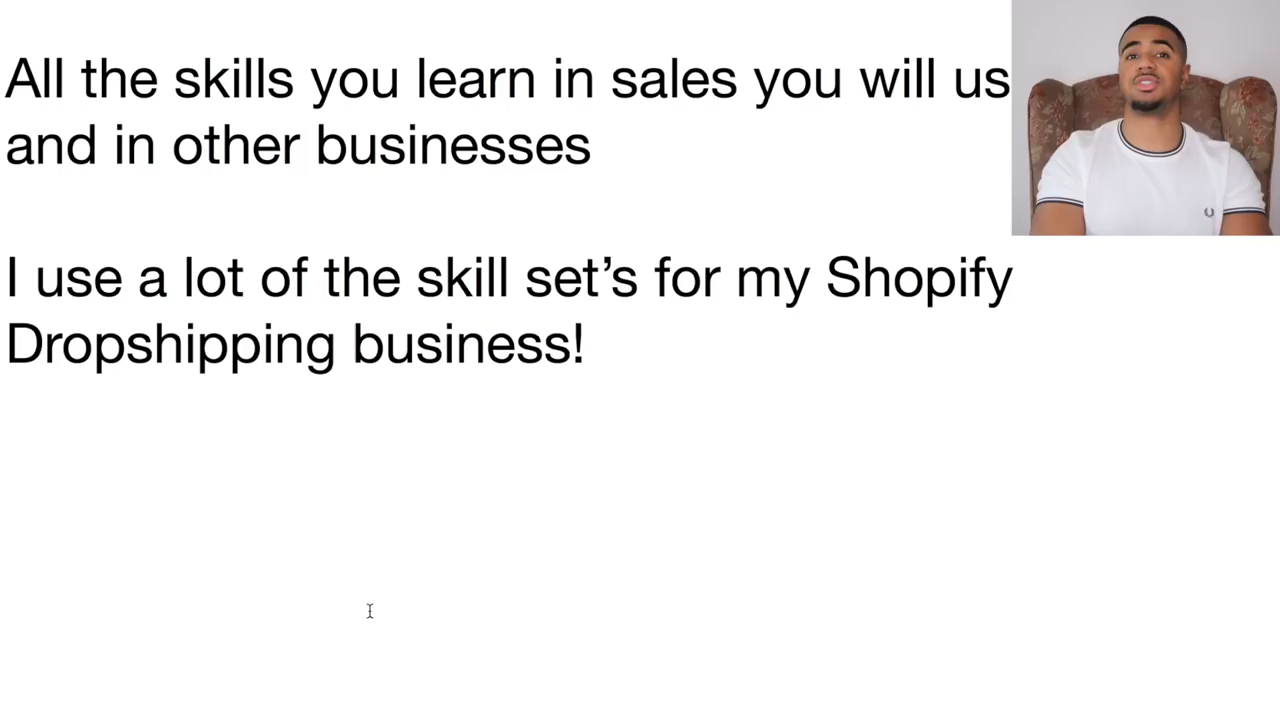 All the skills you learn in sales you will us
and in other businesses
I use a lot of the skill set’s for my Shopify
Dropshipping business!